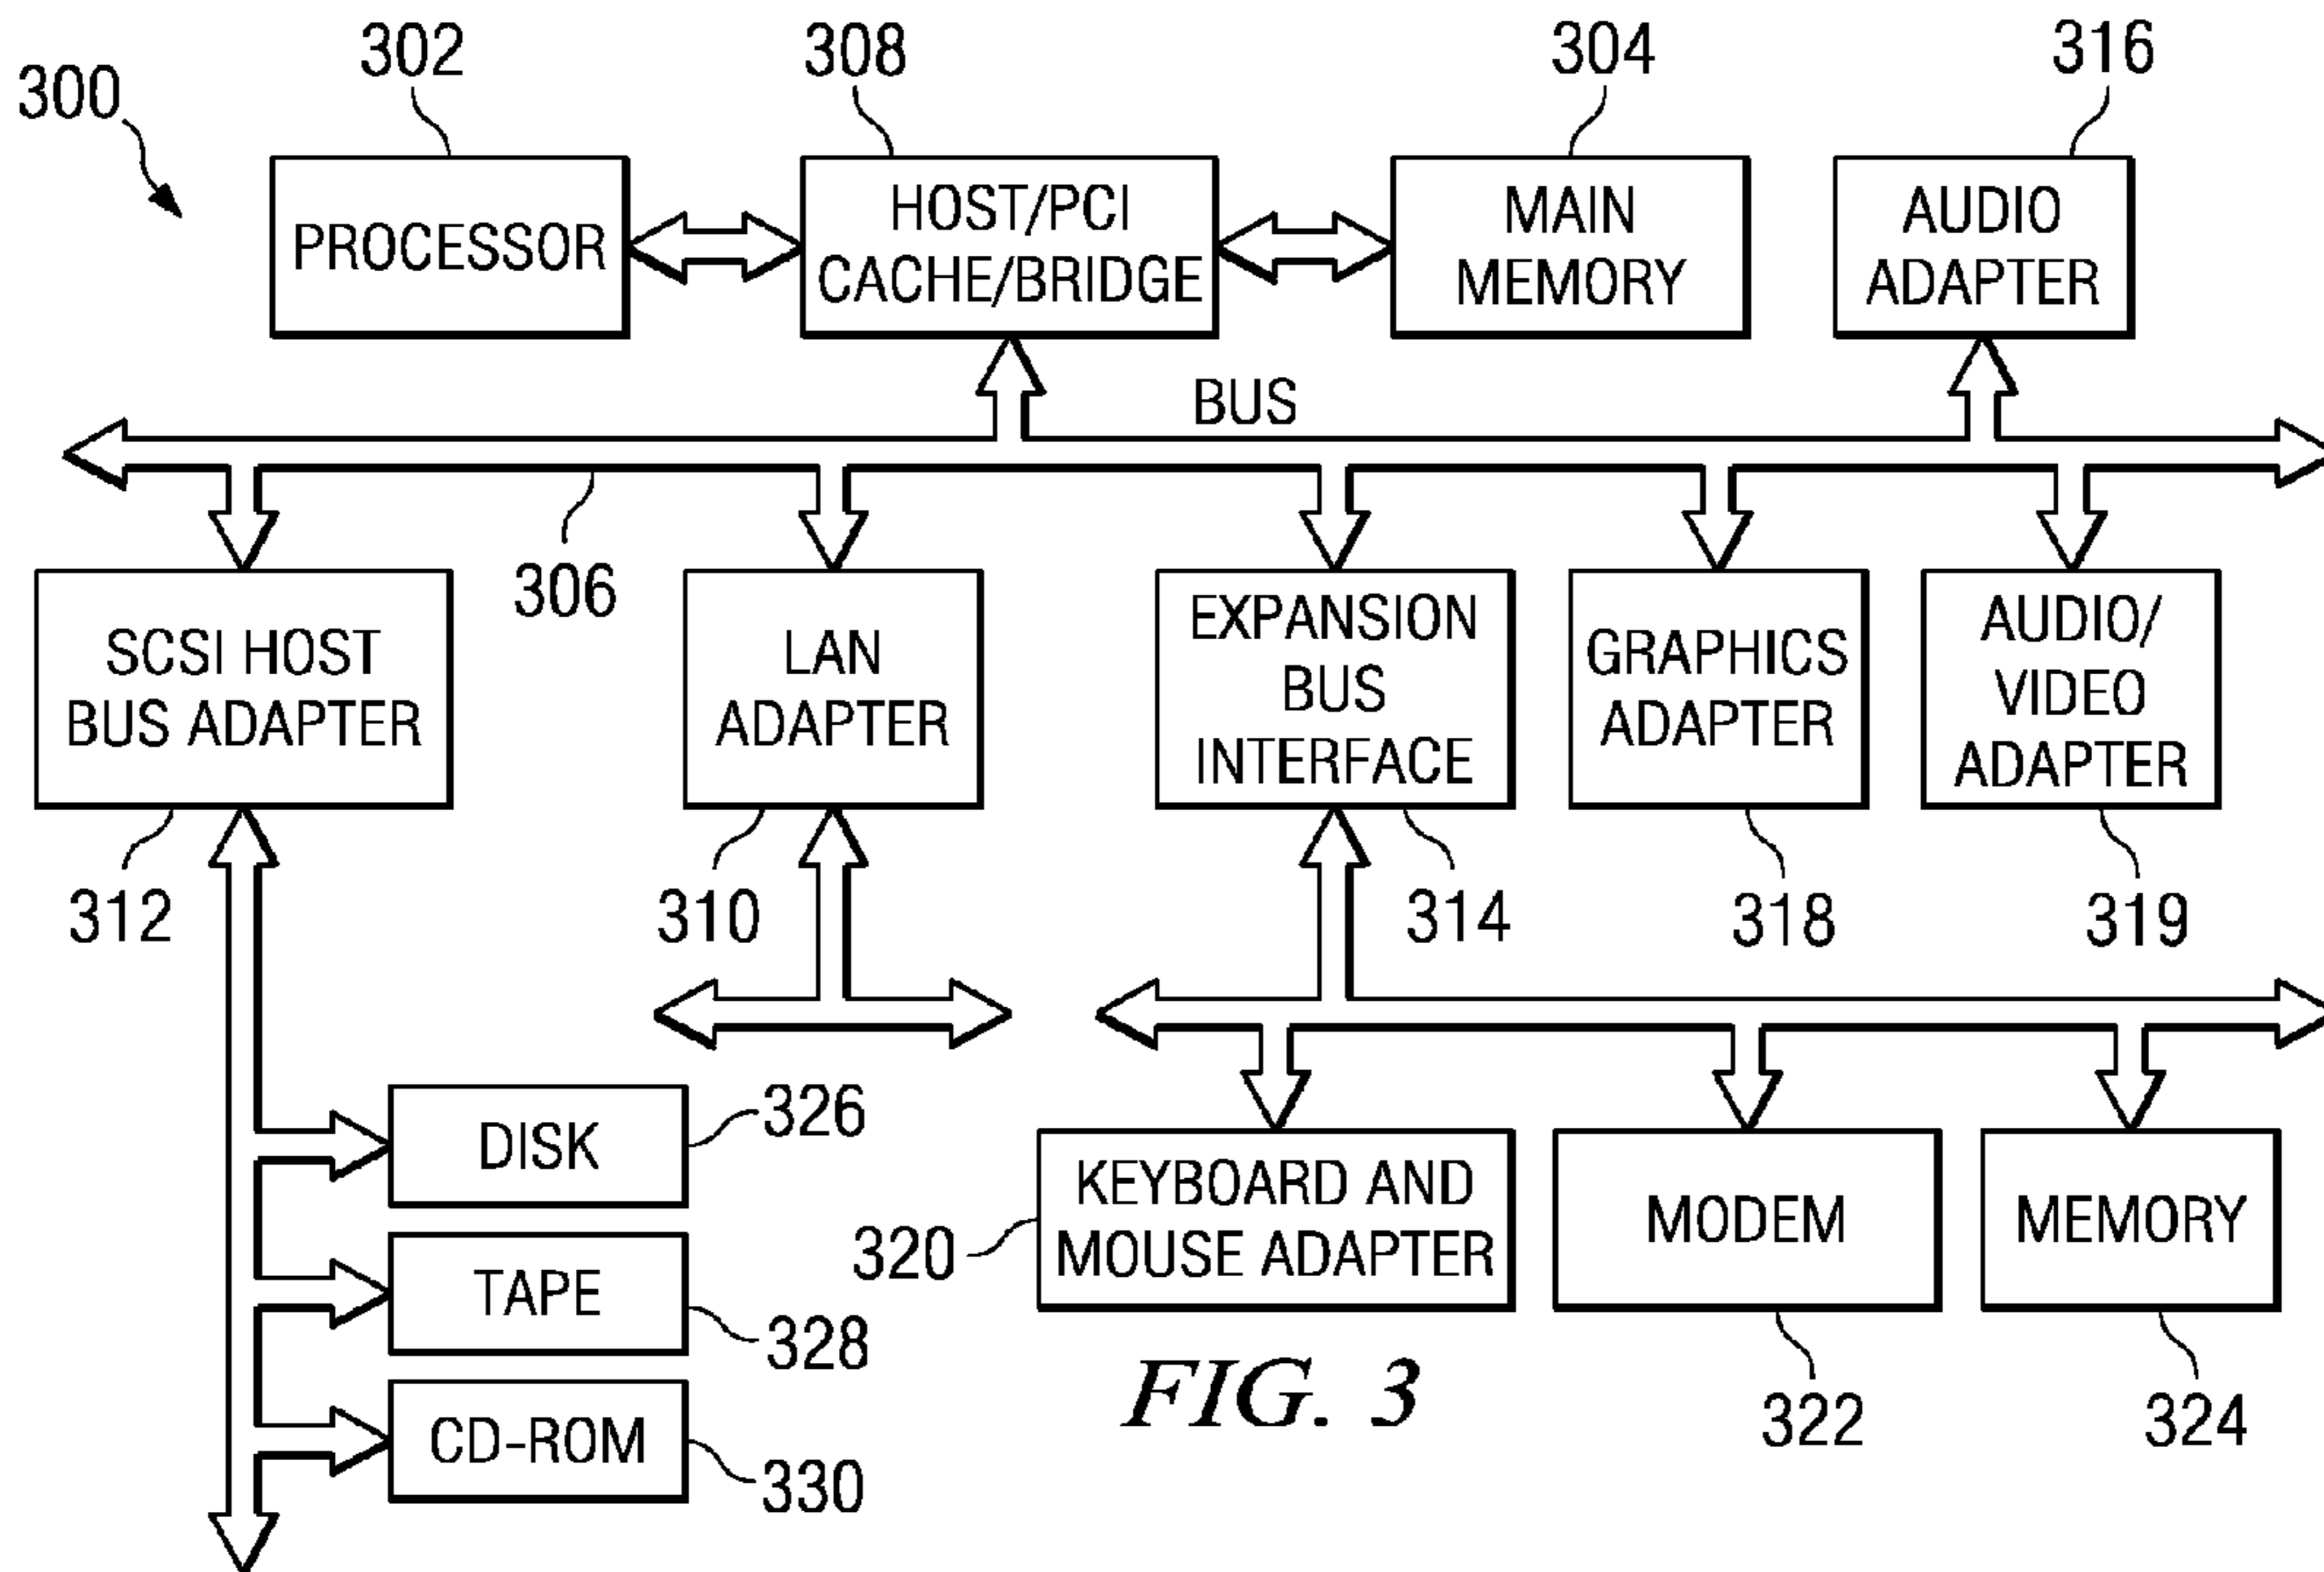 300
302
308
304
316
PROCESSOR
HOST/PCI
CACHE/BRIDGE
MAIN
MEMORY
AUDIO
ADAPTER
BUS
306
SCSI HOST
BUS ADAPTER
LAN
ADAPTER
EXPANSION
BUS
INTERFACE
GRAPHICS
ADAPTER
AUDIO/
VIDEO
ADAPTER
312
310
314
318
319
DISK
326
TAPE
328
CD-ROM
330
320
KEYBOARD AND
MOUSE ADAPTER
MODEM
MEMORY
322
324
FIG. 3